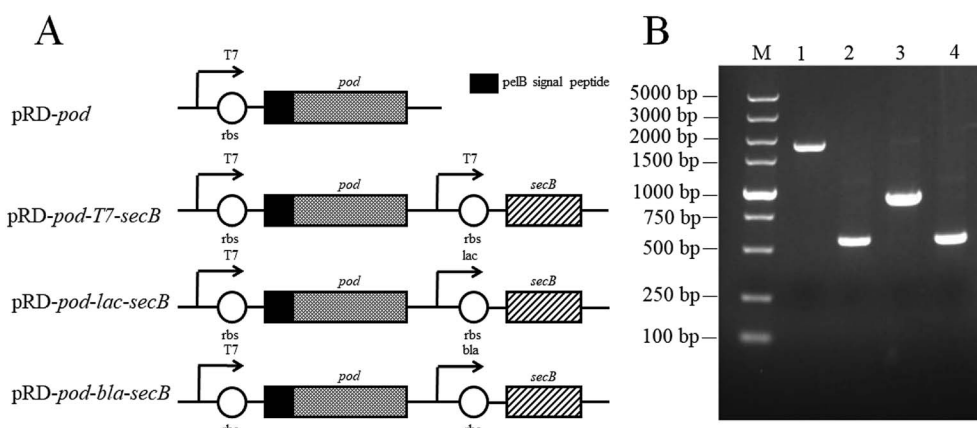 A
T7
pod
pelB signal peptide
pRD-pod
rbs
T7
pod
T7
secB
pRD-pod-T7-secB
rbs
rbs
T7
pod
lac
secB
pRD-pod-lac-secB
rbs
rbs
T7
pod
bla
secB
pRD-pod-bla-secB
rbs
rbs
B
M 1 2 3 4
5000 bp
3000 bp
2000 bp
1500 bp
1000 bp
750 bp
500 bp
250 bp
100 bp